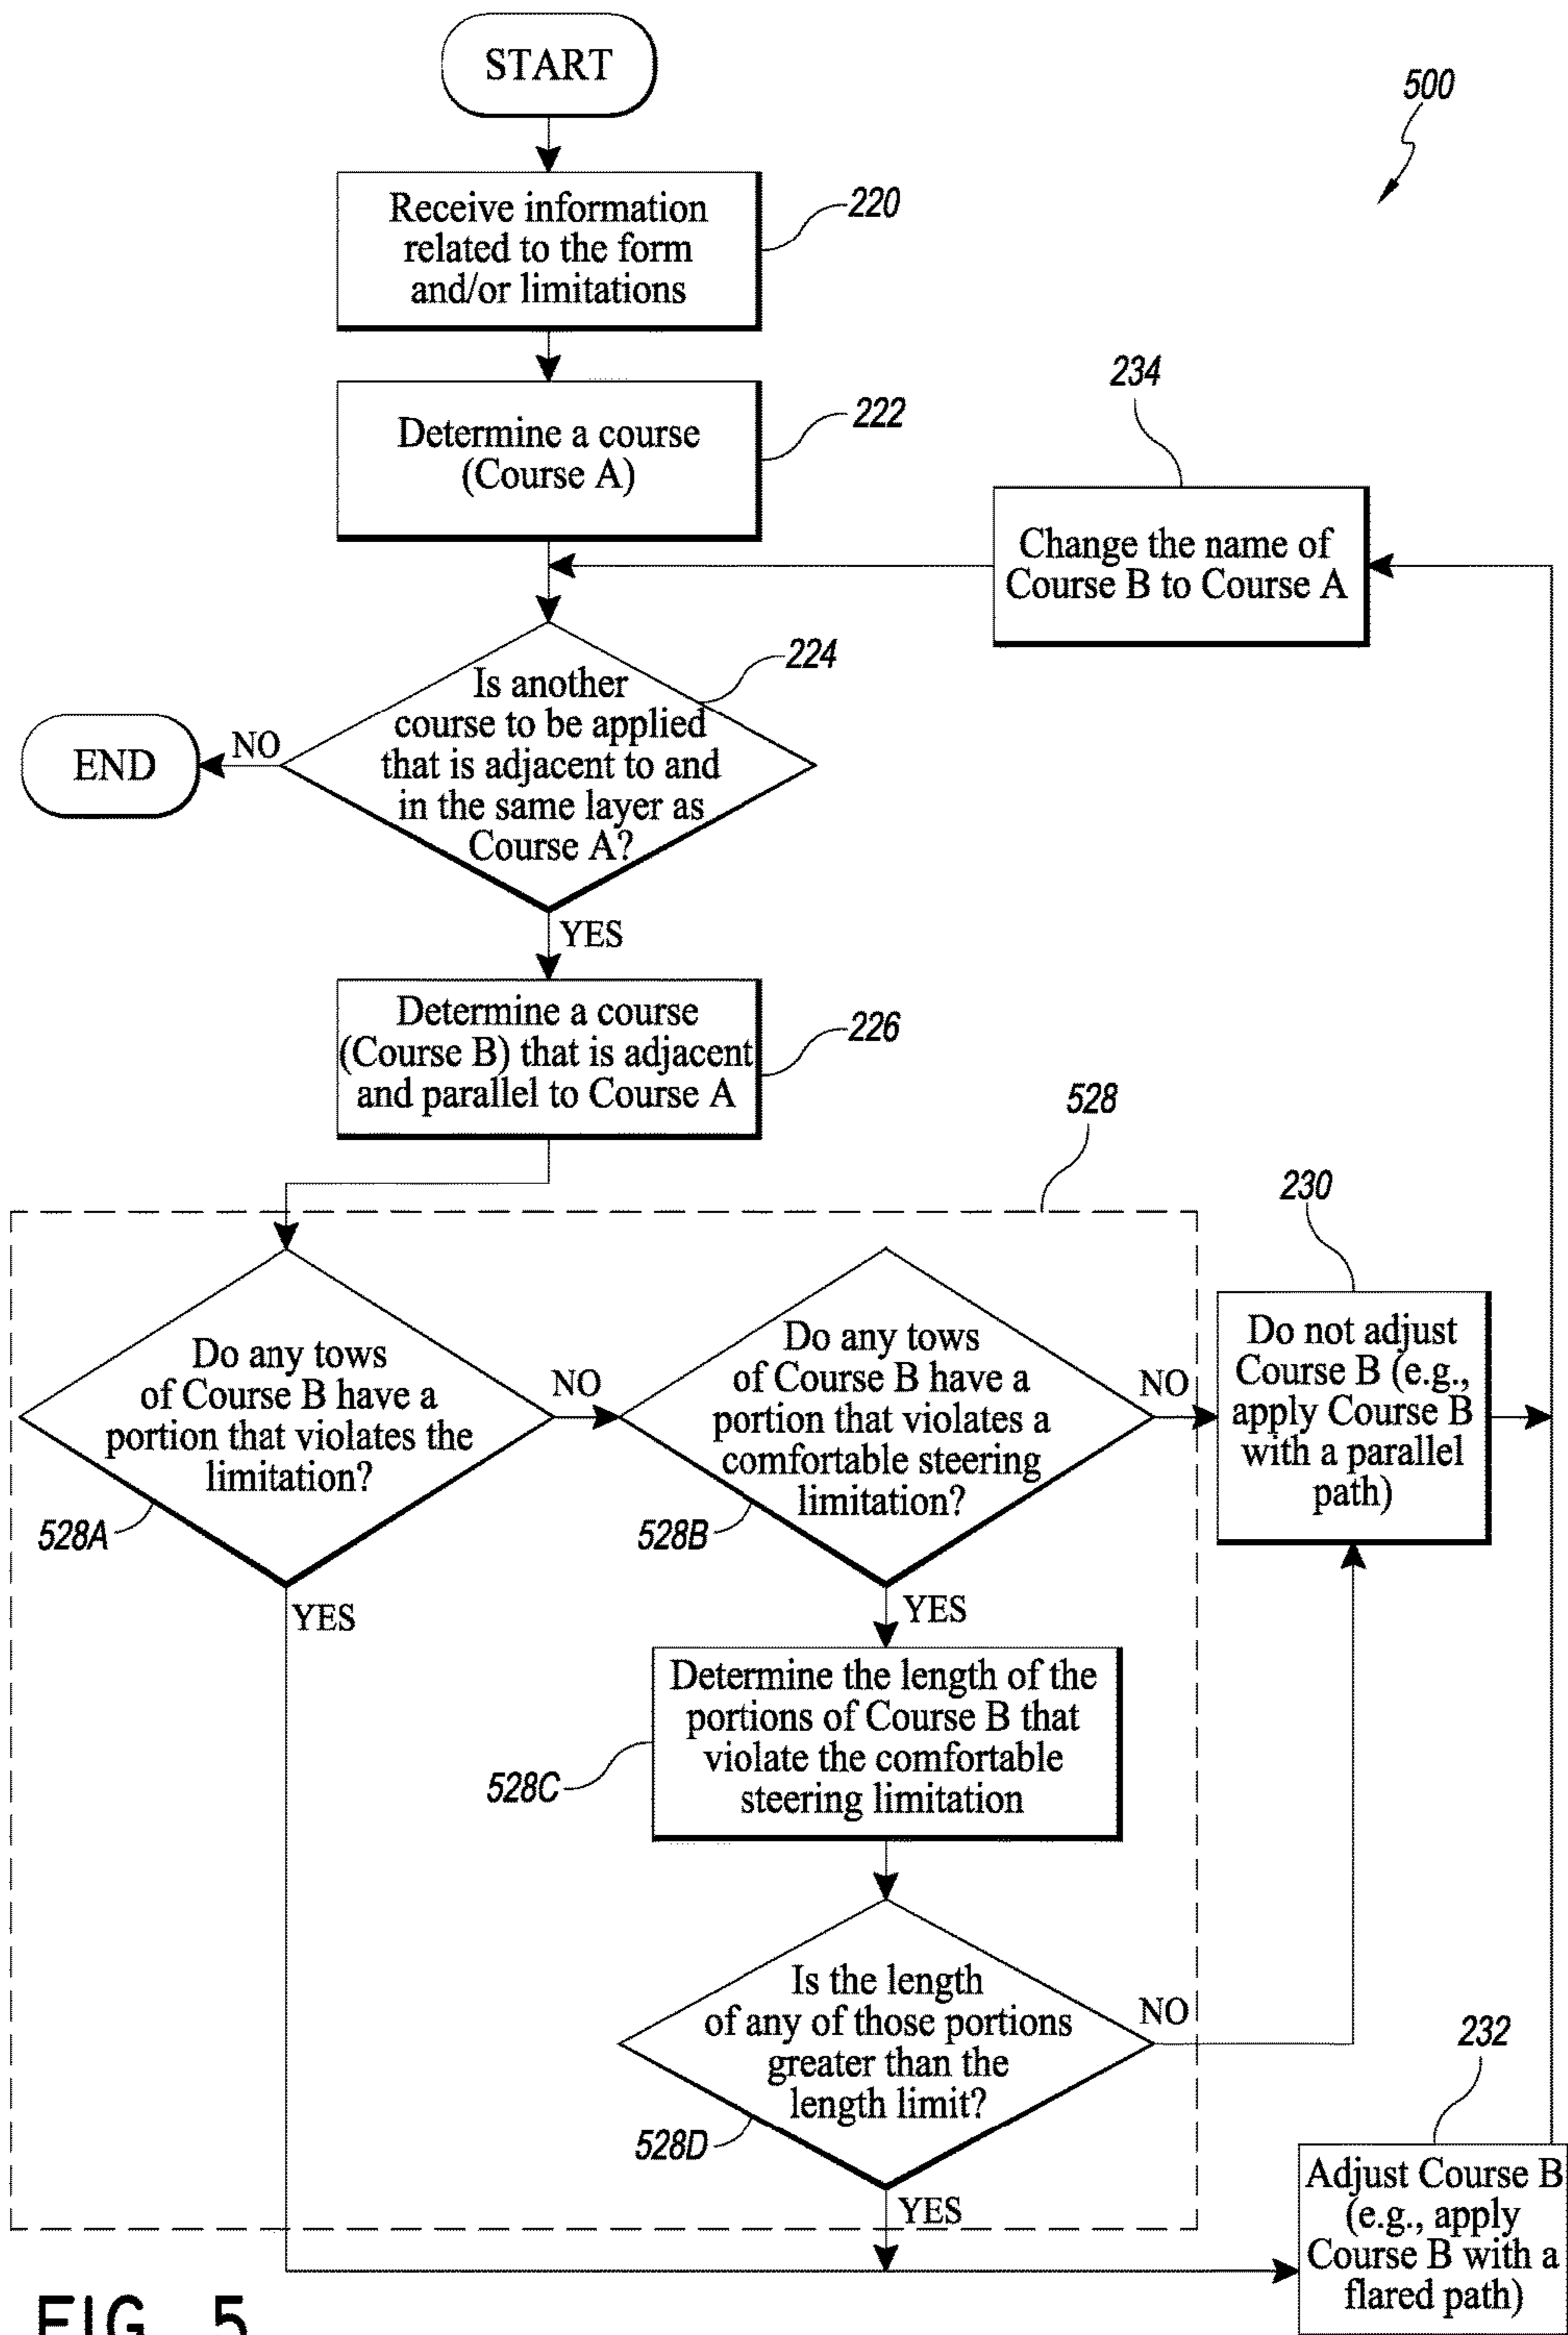 START
500
Receive information
related to the form
and/or limitations
220
Determine a course
(Course A)
222
234
Change the name of
Course B to Course A
224
Is another
course to be applied
that is adjacent to and
in the same layer as
Course A?
NO
END
YES
Determine a course
(Course B) that is adjacent
and parallel to Course A
226
528
230
Do any tows
of Course B have a
portion that violates the
limitation?
528A
NO
YES
Do any tows
of Course B have a
portion that violates a
comfortable steering
limitation?
528B
NO
YES
Do not adjust
Course B (e.g.,
apply Course B
with a parallel
path)
Determine the length of the
portions of Course B that
violate the comfortable
steering limitation
528C
Is the length
of any of those portions
greater than the
length limit?
528D
NO
YES
232
Adjust Course B
(e.g., apply
Course B with a
flared path)
FIG. 5